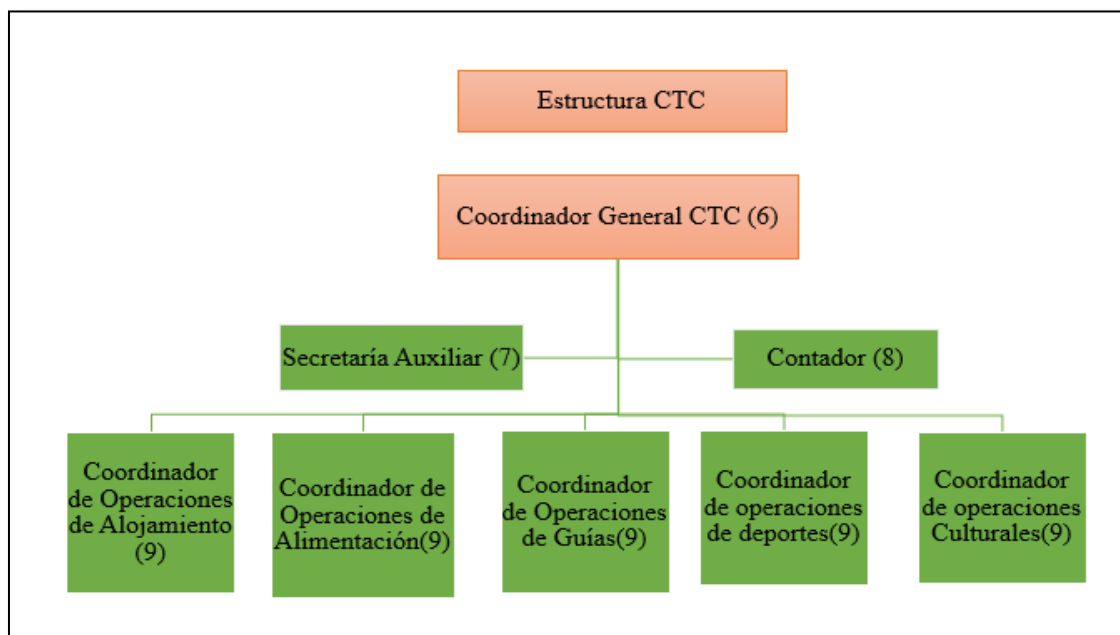 Estructura CTC
Coordinador General CTC (6)
Secretaría Auxiliar (7)
Contador (8)
Coordinador
de Operaciones
de Alojamiento
(9)
Coordinador de
Operaciones de
Alimentación(9)
Coordinador
de Operaciones
de Guías(9)
Coordinador
de operaciones
de deportes(9)
Coordinador
de operaciones
Culturales(9)